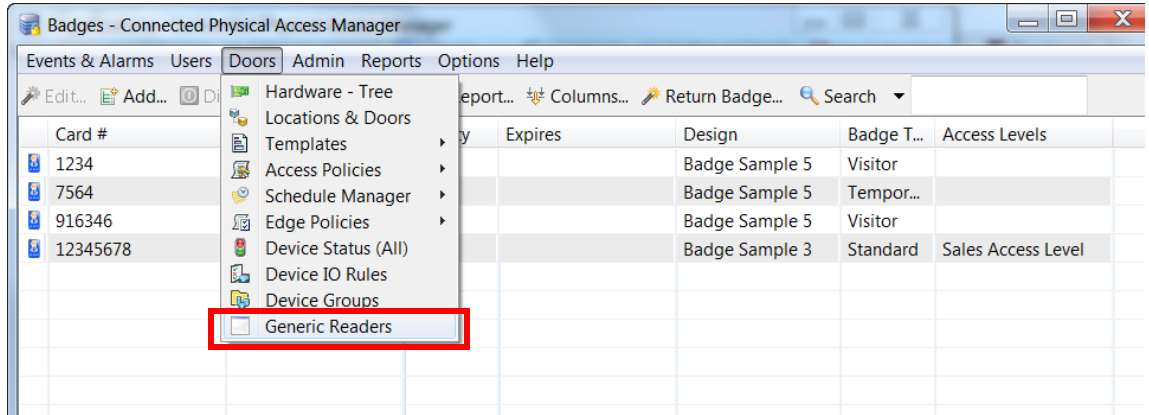 Badges - Connected Physical Access Manager
Events & Alarms Users Doors Admin Reports Options Help
Edit... Add... Di eport... Columns... Return Badge... Search
Card # ty Expires Design Badge T... Access Levels
1234 Badge Sample 5 Visitor
7564 Badge Sample 5 Tempor...
916346 Badge Sample 5 Visitor
12345678 Badge Sample 3 Standard Sales Access Level
Hardware - Tree
Locations & Doors
Templates
Access Policies
Schedule Manager
Edge Policies
Device Status (All)
Device IO Rules
Device Groups
Generic Readers